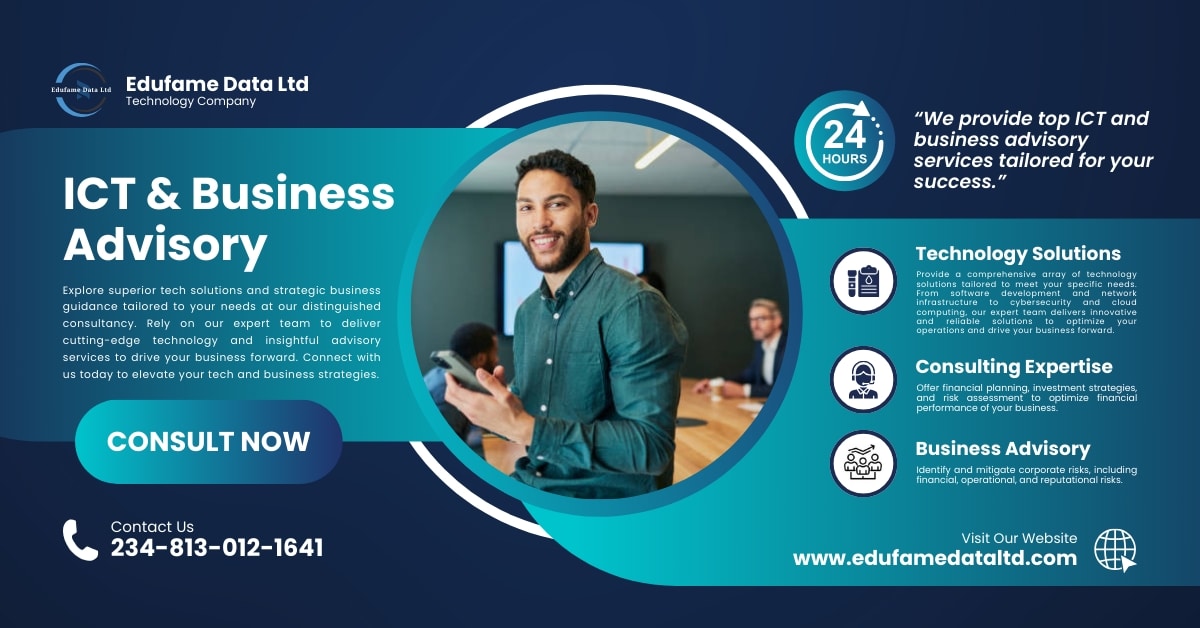 Edufame Data Ltd
Edufame Data Ltd
Technology Company
ICT & Business
Advisory
Explore superior tech solutions and strategic business
guidance tailored to your needs at our distinguished
consultancy. Rely on our expert team to deliver
cutting-edge technology and insightful advisory
services to drive your business forward. Connect with
us today to elevate your tech and business strategies.
CONSULT NOW
Contact Us
234-813-012-1641
24
HOURS
“We provide top ICT and
business advisory
services tailored for your
success.”
Technology Solutions
Provide a comprehensive array of technology
solutions tailored to meet your specific needs.
From software development and network
infrastructure to cybersecurity and cloud
computing, our expert team delivers innovative
and reliable solutions to optimize your
operations and drive your business forward.
Consulting Expertise
Offer financial planning, investment strategies,
and risk assessment to optimize financial
performance of your business.
Business Advisory
Identify and mitigate corporate risks, including
financial, operational, and reputational risks.
Visit Our Website
www.edufamedataltd.com